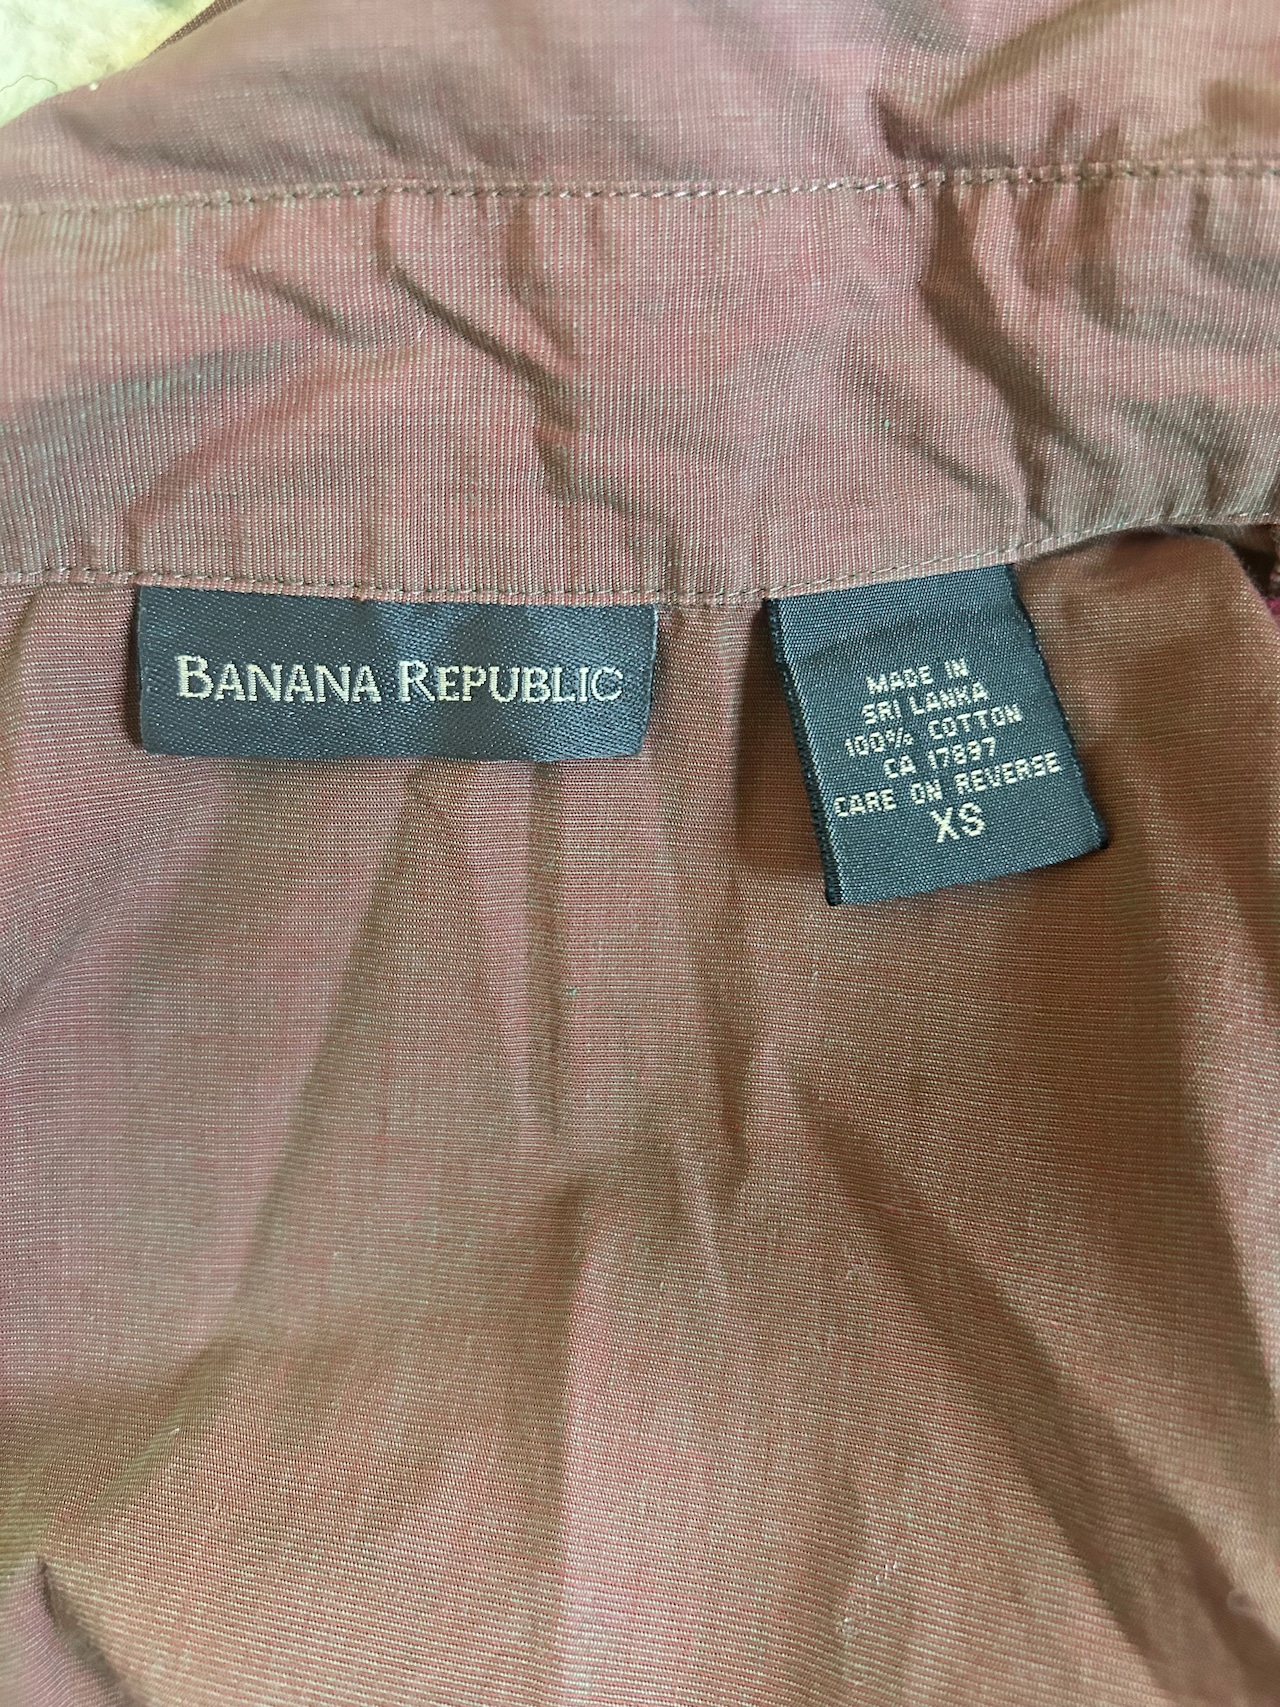 BANANA REPUBLIC
MADE IN
SRI LANKA
100% COTTON
CA 17897
CARE ON REVERSE
XS